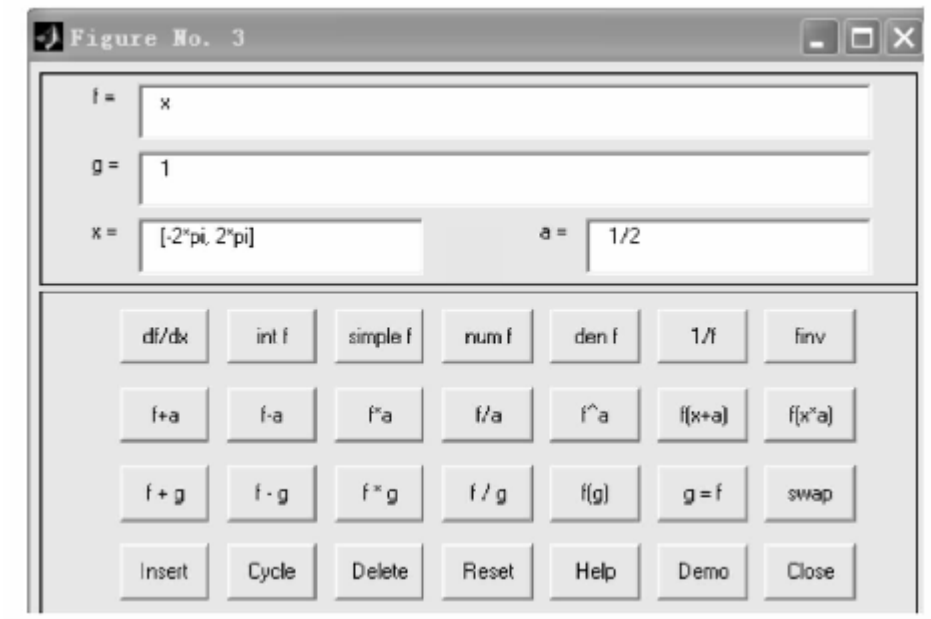 Figure No. 3
f = x
g = 1
x = [-2*pi, 2*pi] a = 1/2
df/dx int f simple f num f den f 1/f finv
f+a f-a f*a f/a f^a f(x+a) f(x*a)
f + g f - g f * g f / g f(g) g = f swap
Insert Cycle Delete Reset Help Demo Close